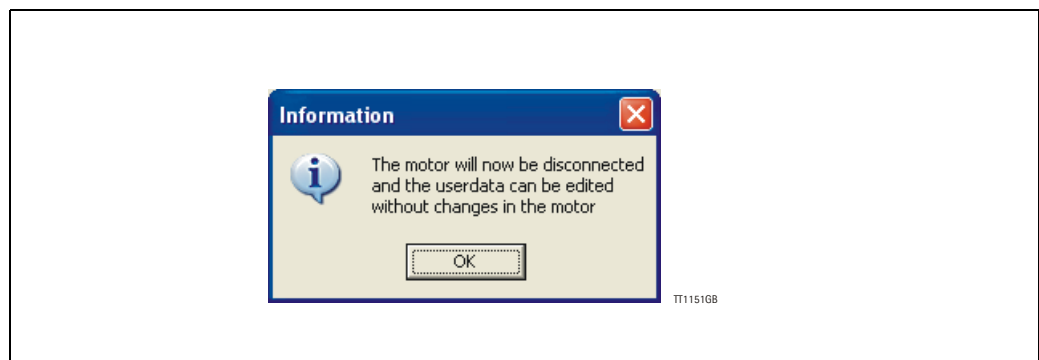 Information
The motor will now be disconnected
and the userdata can be edited
without changes in the motor
OK
TT1151GB